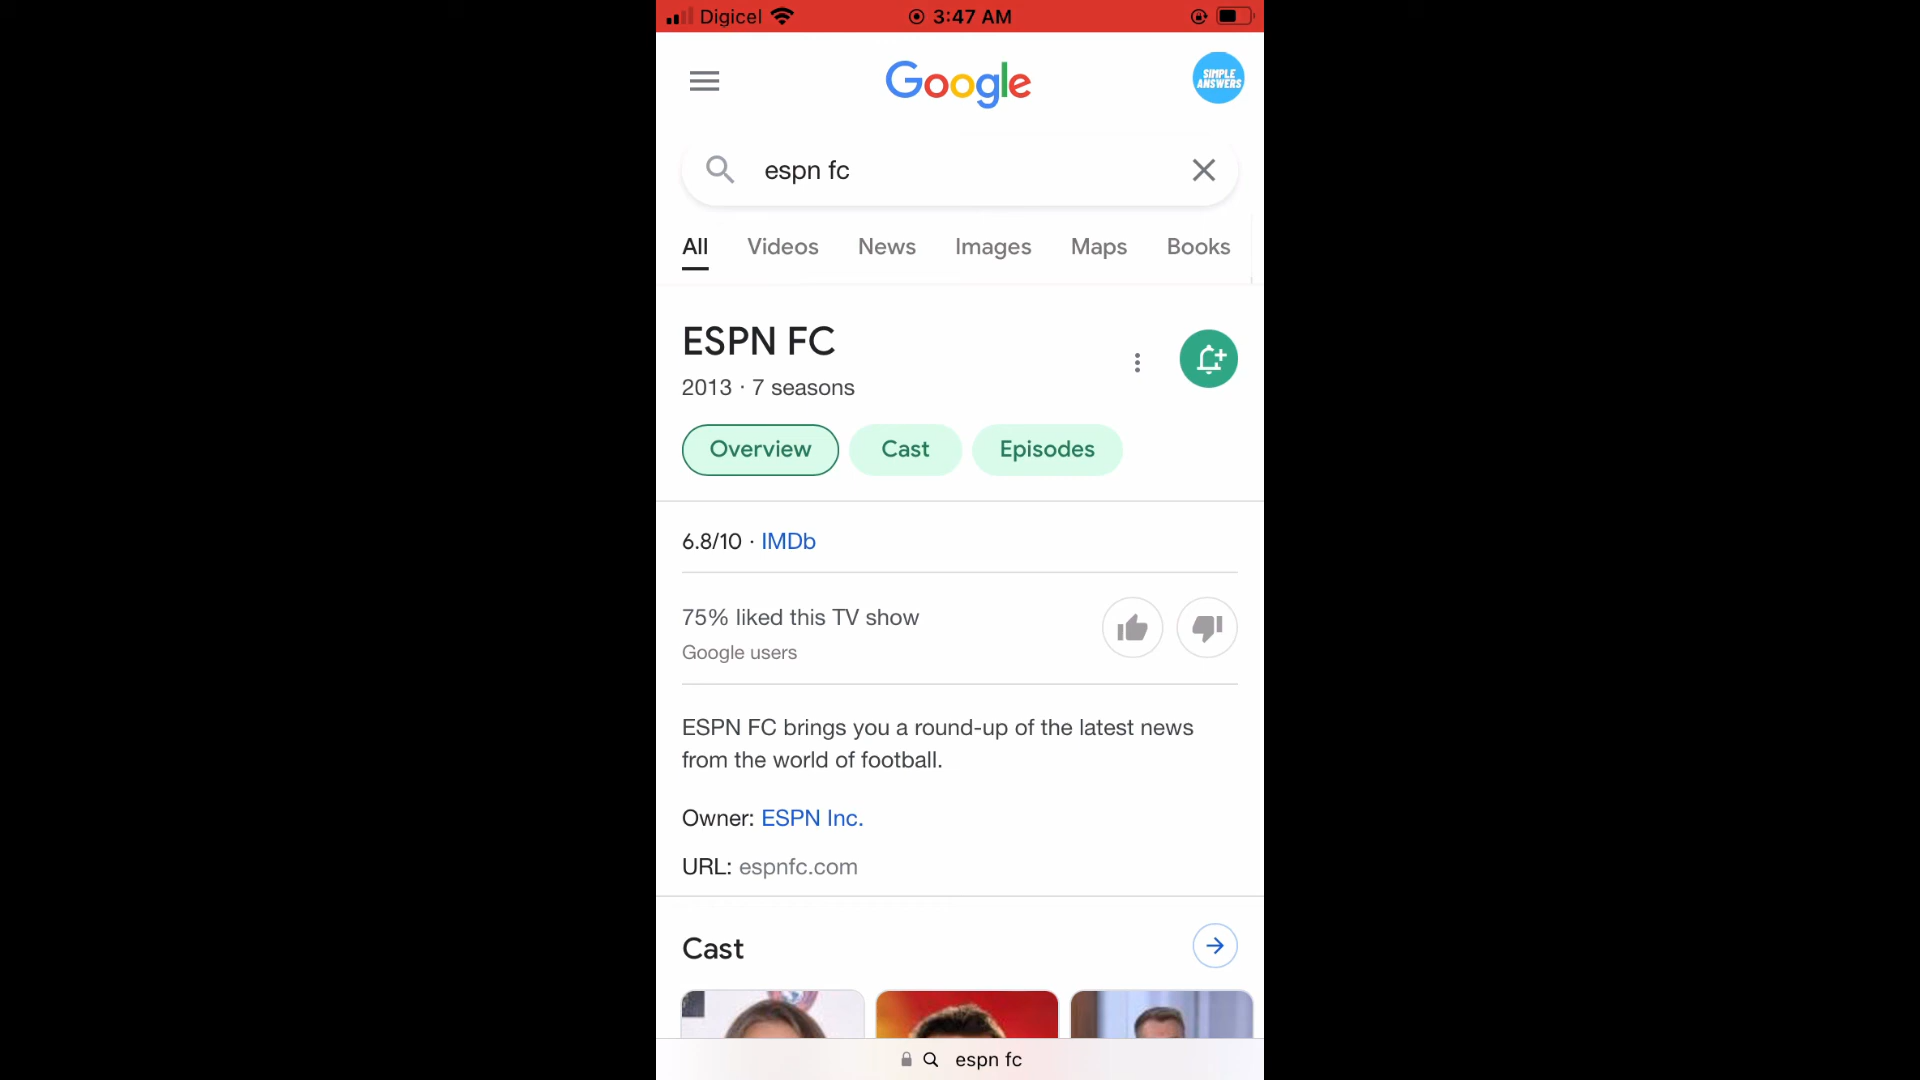 Digicel 3:47 AM
Google
SIMPLE
ANSWERS
espn fc
All Videos News Images Maps Books
ESPN FC
2013 · 7 seasons
Overview Cast Episodes
6.8/10 · IMDb
75% liked this TV show
Google users
ESPN FC brings you a round-up of the latest news
from the world of football.
Owner: ESPN Inc.
URL: espnfc.com
Cast
espn fc